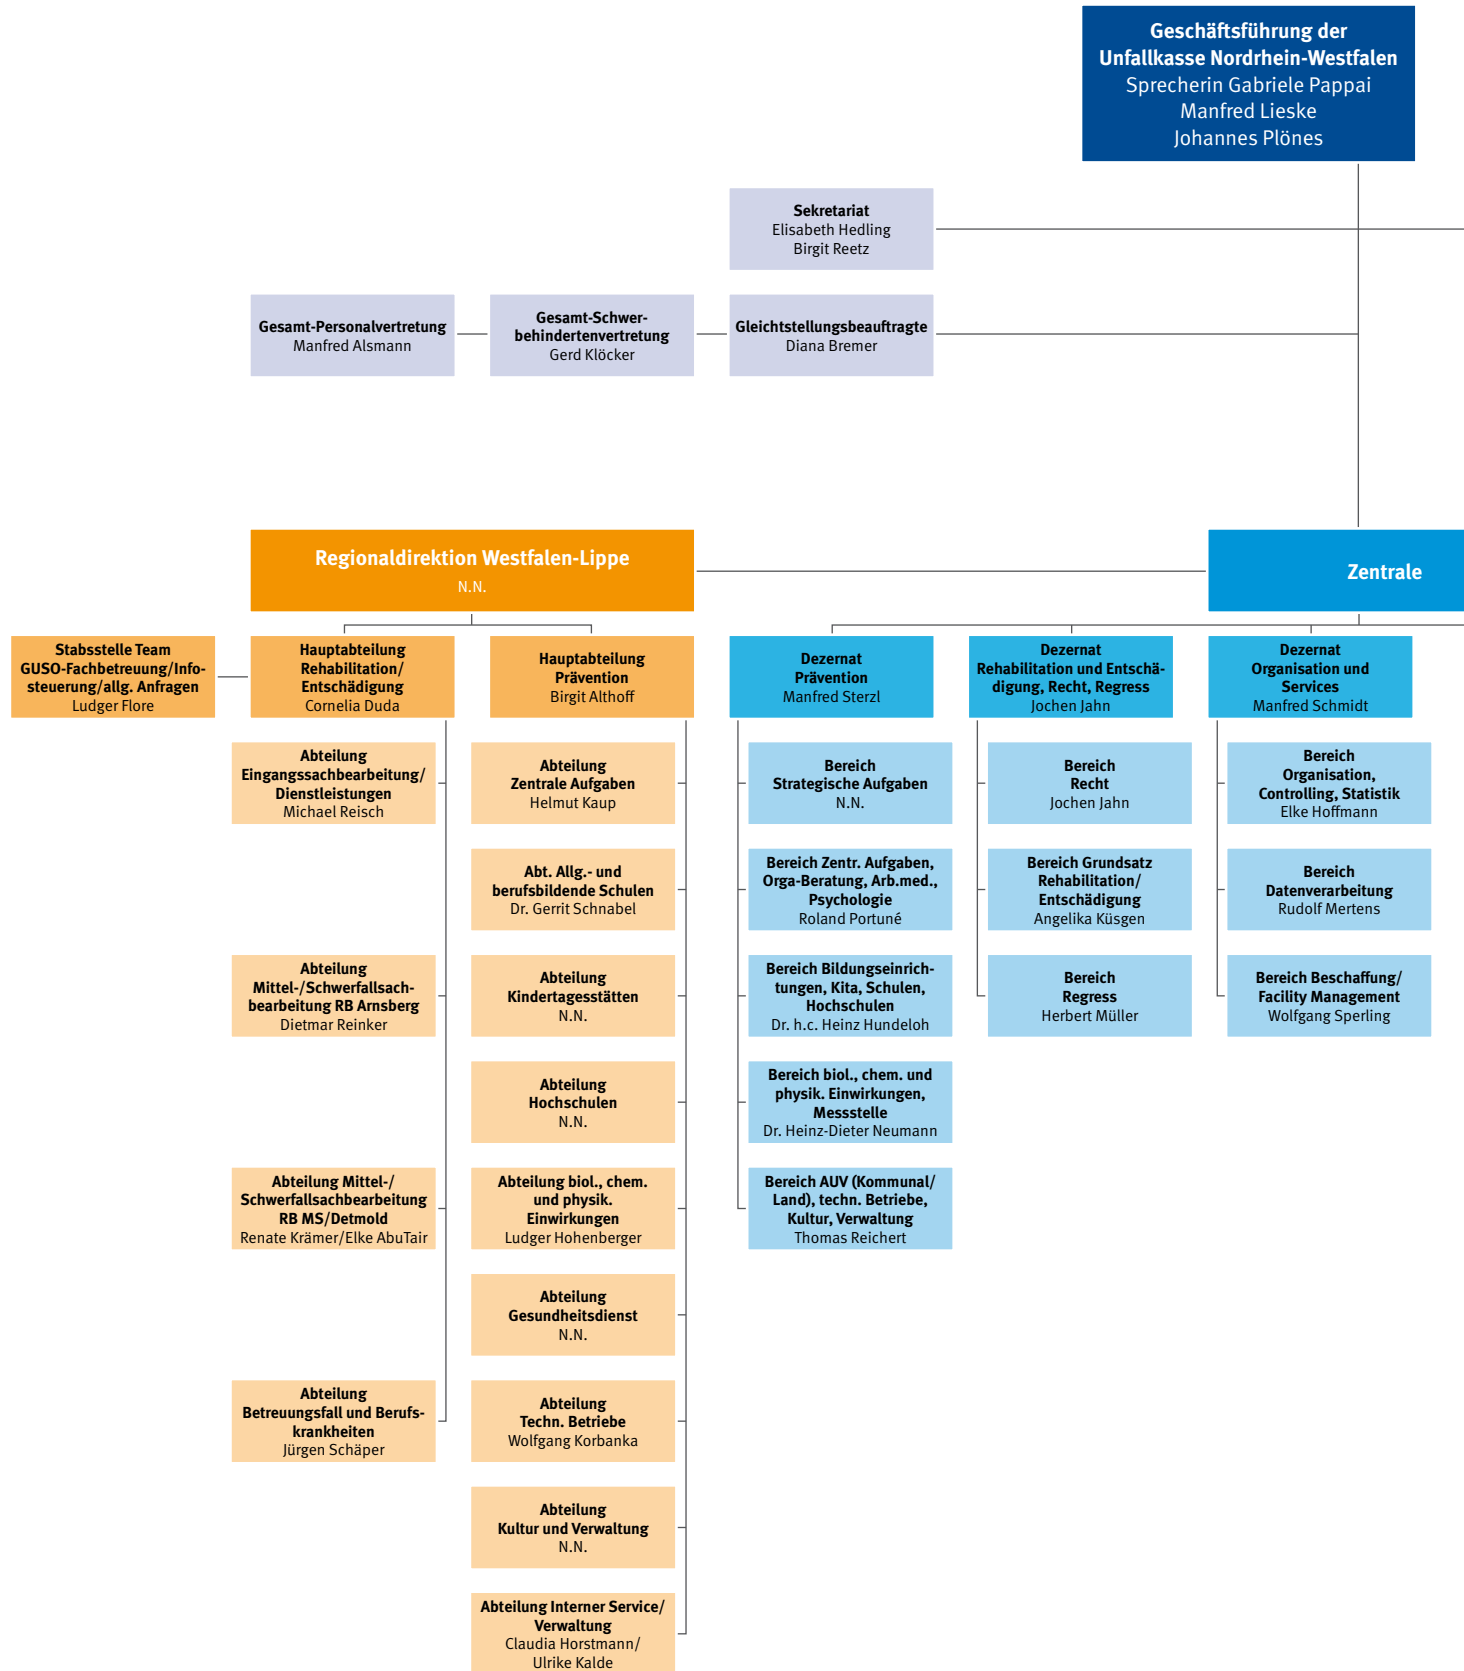 Geschäftsführung der
Unfallkasse Nordrhein-Westfalen
Sprecherin Gabriele Pappai
Manfred Lieske
Johannes Plönes
Sekretariat
Elisabeth Hedling
Birgit Reetz
Gesamt-Personalvertretung
Manfred Alsmann
Gesamt-Schwer-
behindertenvertretung
Gerd Klöcker
Gleichtstellungsbeauftragte
Diana Bremer
Regionaldirektion Westfalen-Lippe
N.N.
Zentrale
Stabsstelle Team
GUSO-Fachbetreuung/Info-
steuerung/allg. Anfragen
Ludger Flore
Hauptabteilung
Rehabilitation/
Entschädigung
Cornelia Duda
Hauptabteilung
Prävention
Birgit Althoff
Dezernat
Prävention
Manfred Sterzl
Dezernat
Rehabilitation und Entschä-
digung, Recht, Regress
Jochen Jahn
Dezernat
Organisation und
Services
Manfred Schmidt
Abteilung
Eingangssachbearbeitung/
Dienstleistungen
Michael Reisch
Abteilung
Zentrale Aufgaben
Helmut Kaup
Bereich
Strategische Aufgaben
N.N.
Bereich
Recht
Jochen Jahn
Bereich
Organisation,
Controlling, Statistik
Elke Hoffmann
Abt. Allg.- und
berufsbildende Schulen
Dr. Gerrit Schnabel
Bereich Zentr. Aufgaben,
Orga-Beratung, Arb.med.,
Psychologie
Roland Portuné
Bereich Grundsatz
Rehabilitation/
Entschädigung
Angelika Küsgen
Bereich
Datenverarbeitung
Rudolf Mertens
Abteilung
Mittel-/Schwerfallsach-
bearbeitung RB Arnsberg
Dietmar Reinker
Abteilung
Kindertagesstätten
N.N.
Bereich Bildungseinrich-
tungen, Kita, Schulen,
Hochschulen
Dr. h.c. Heinz Hundeloh
Bereich
Regress
Herbert Müller
Bereich Beschaffung/
Facility Management
Wolfgang Sperling
Abteilung
Hochschulen
N.N.
Bereich biol., chem. und
physik. Einwirkungen,
Messstelle
Dr. Heinz-Dieter Neumann
Abteilung Mittel-/
Schwerfallsachbearbeitung
RB MS/Detmold
Renate Krämer/Elke AbuTair
Abteilung biol., chem.
und physik.
Einwirkungen
Ludger Hohenberger
Bereich AUV (Kommunal/
Land), techn. Betriebe,
Kultur, Verwaltung
Thomas Reichert
Abteilung
Gesundheitsdienst
N.N.
Abteilung
Betreuungsfall und Berufs-
krankheiten
Jürgen Schäper
Abteilung
Techn. Betriebe
Wolfgang Korbanka
Abteilung
Kultur und Verwaltung
N.N.
Abteilung Interner Service/
Verwaltung
Claudia Horstmann/
Ulrike Kalde